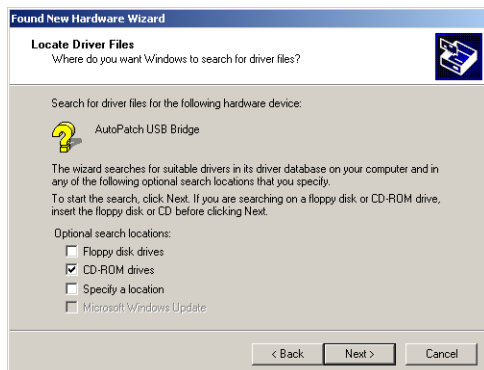 Found New Hardware Wizard
Locate Driver Files
Where do you want Windows to search for driver files?
Search for driver files for the following hardware device:
AutoPatch USB Bridge
The wizard searches for suitable drivers in its driver database on your computer and in
any of the following optional search locations that you specify.
To start the search, click Next. If you are searching on a floppy disk or CD-ROM drive,
insert the floppy disk or CD before clicking Next.
Optional search locations:
Floppy disk drives
CD-ROM drives
Specify a location
Microsoft Windows Update
< Back Next > Cancel